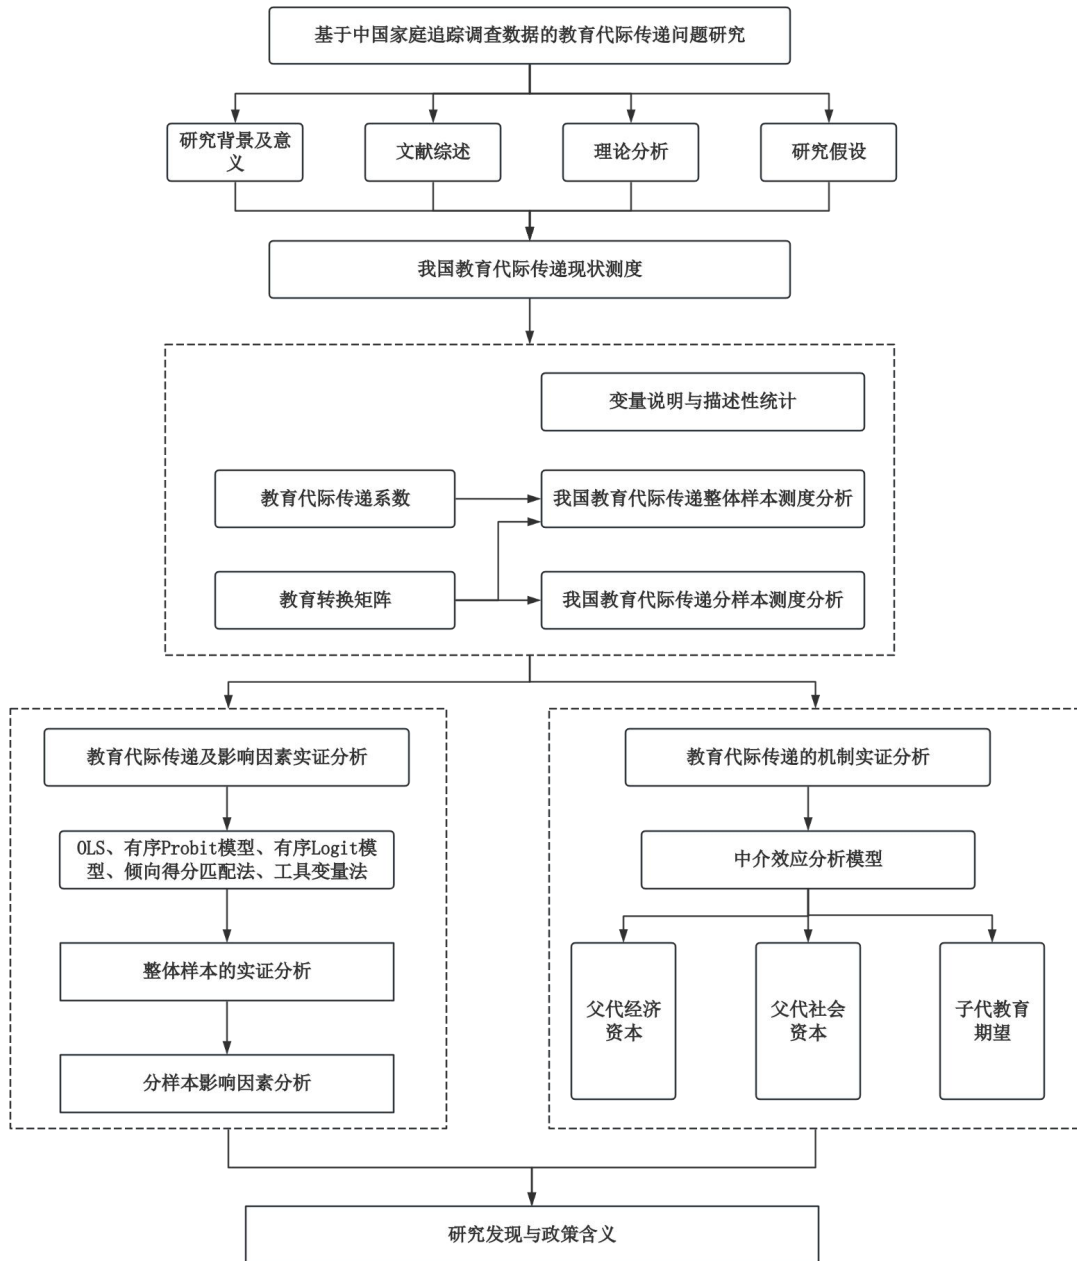 基于中国家庭追踪调查数据的教育代际传递问题研究
研究背景及意
义
文献综述
理论分析
研究假设
我国教育代际传递现状测度
变量说明与描述性统计
教育代际传递系数
我国教育代际传递整体样本测度分析
教育转换矩阵
我国教育代际传递分样本测度分析
教育代际传递及影响因素实证分析
OLS、有序Probit模型、有序Logit模
型、倾向得分匹配法、工具变量法
整体样本的实证分析
分样本影响因素分析
教育代际传递的机制实证分析
中介效应分析模型
父代经济
资本
父代社会
资本
子代教育
期望
研究发现与政策含义